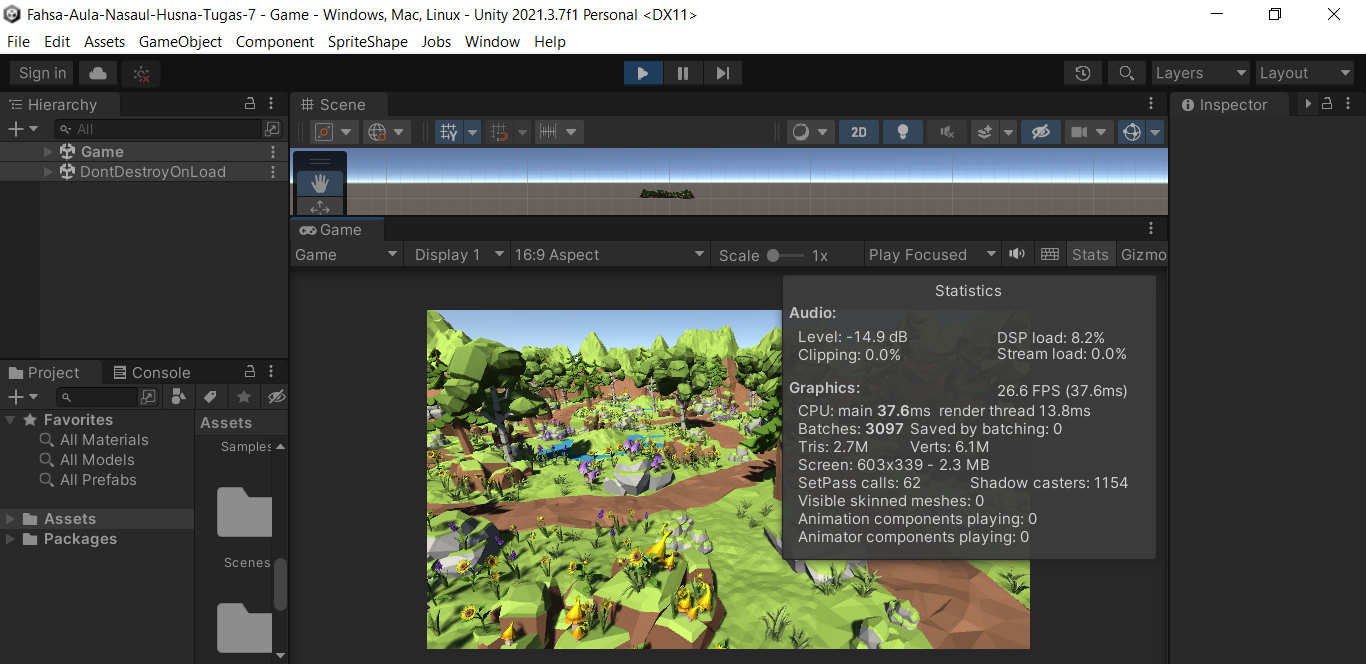 Fahsa-Aula-Nasaul-Husna-Tugas-7 - Game - Windows, Mac, Linux - Unity 2021.3.7f1 Personal <DX11>
File Edit Assets GameObject Component SpriteShape Jobs Window Help
Sign in
Layers
Layout
Hierarchy
All
Game
DontDestroyOnLoad
Scene
2D
Inspector
Game
Game
Display 1
16:9 Aspect
Scale 1x
Play Focused
Stats
Gizmo
Statistics
Audio:
Level: -14.9 dB DSP load: 8.2%
Clipping: 0.0% Stream load: 0.0%
Graphics: 26.6 FPS (37.6ms)
CPU: main 37.6ms render thread 13.8ms
Batches: 3097 Saved by batching: 0
Tris: 2.7M Verts: 6.1M
Screen: 603x339 - 2.3 MB
SetPass calls: 62 Shadow casters: 1154
Visible skinned meshes: 0
Animation components playing: 0
Animator components playing: 0
Project
Console
Favorites
All Materials
All Models
All Prefabs
Assets
Packages
Assets
Samples
Scenes